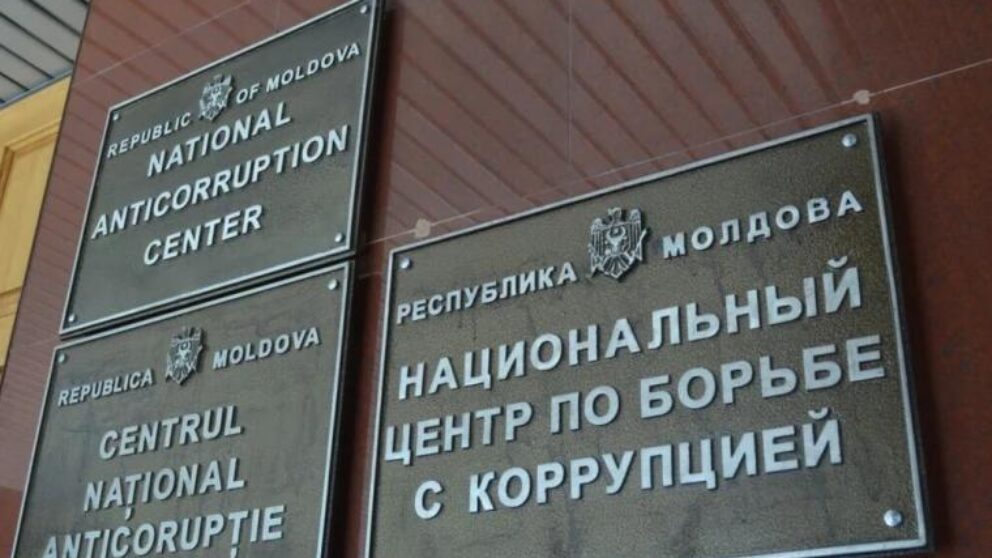 REPUBLIC OF MOLDOVA
NATIONAL
ANTICORRUPTION
CENTER
REPUBLICA MOLDOVA
CENTRUL
NAȚIONAL
ANTICORUPȚIE
РЕСПУБЛИКА МОЛДОВА
НАЦИОНАЛЬНЫЙ
ЦЕНТР ПО БОРЬБЕ
С КОРРУПЦИЕЙ